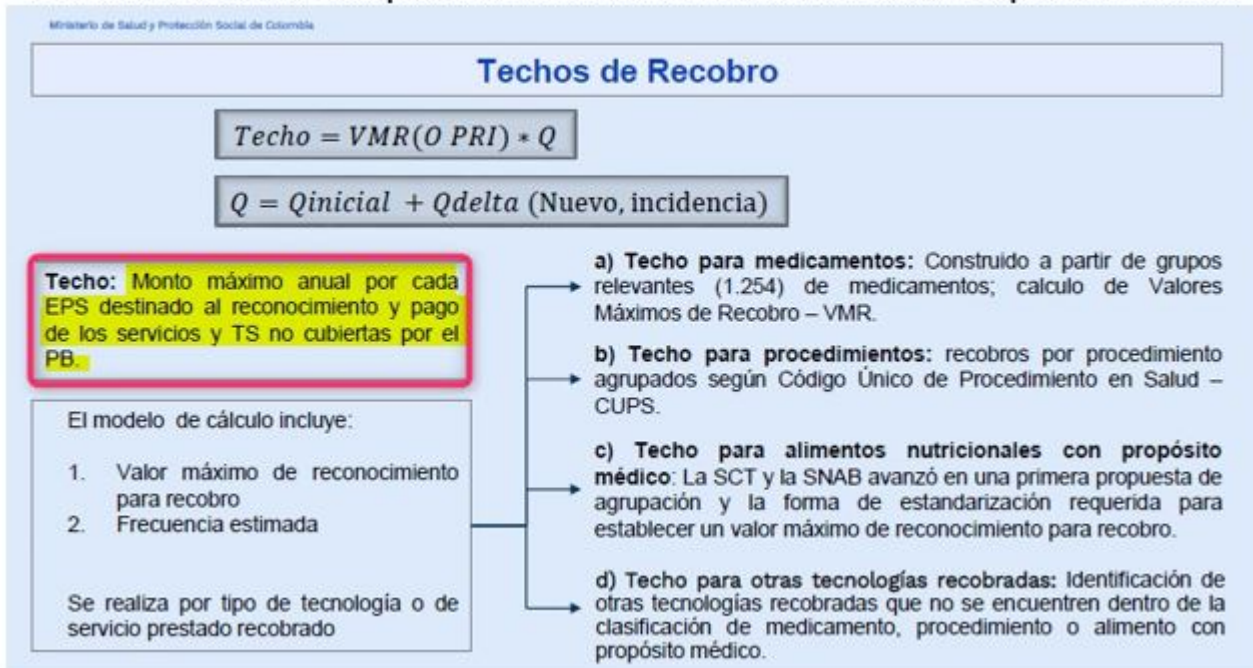 Ministerio de Salud y Protección Social de Colombia
Techos de Recobro
Techo = VMR(O PRI) * Q
Q = Qinicial + Qdelta (Nuevo, incidencia)
Techo: Monto máximo anual por cada
EPS destinado al reconocimiento y pago
de los servicios y TS no cubiertas por el
PB.
El modelo de cálculo incluye:
1. Valor máximo de reconocimiento
para recobro
2. Frecuencia estimada
Se realiza por tipo de tecnología o de
servicio prestado recobrado
a) Techo para medicamentos: Construido a partir de grupos
relevantes (1.254) de medicamentos; calculo de Valores
Máximos de Recobro – VMR.
b) Techo para procedimientos: recobros por procedimiento
agrupados según Código Único de Procedimiento en Salud –
CUPS.
c) Techo para alimentos nutricionales con propósito
médico: La SCT y la SNAB avanzó en una primera propuesta de
agrupación y la forma de estandarización requerida para
establecer un valor máximo de reconocimiento para recobro.
d) Techo para otras tecnologías recobradas: Identificación de
otras tecnologías recobradas que no se encuentren dentro de la
clasificación de medicamento, procedimiento o alimento con
propósito médico.